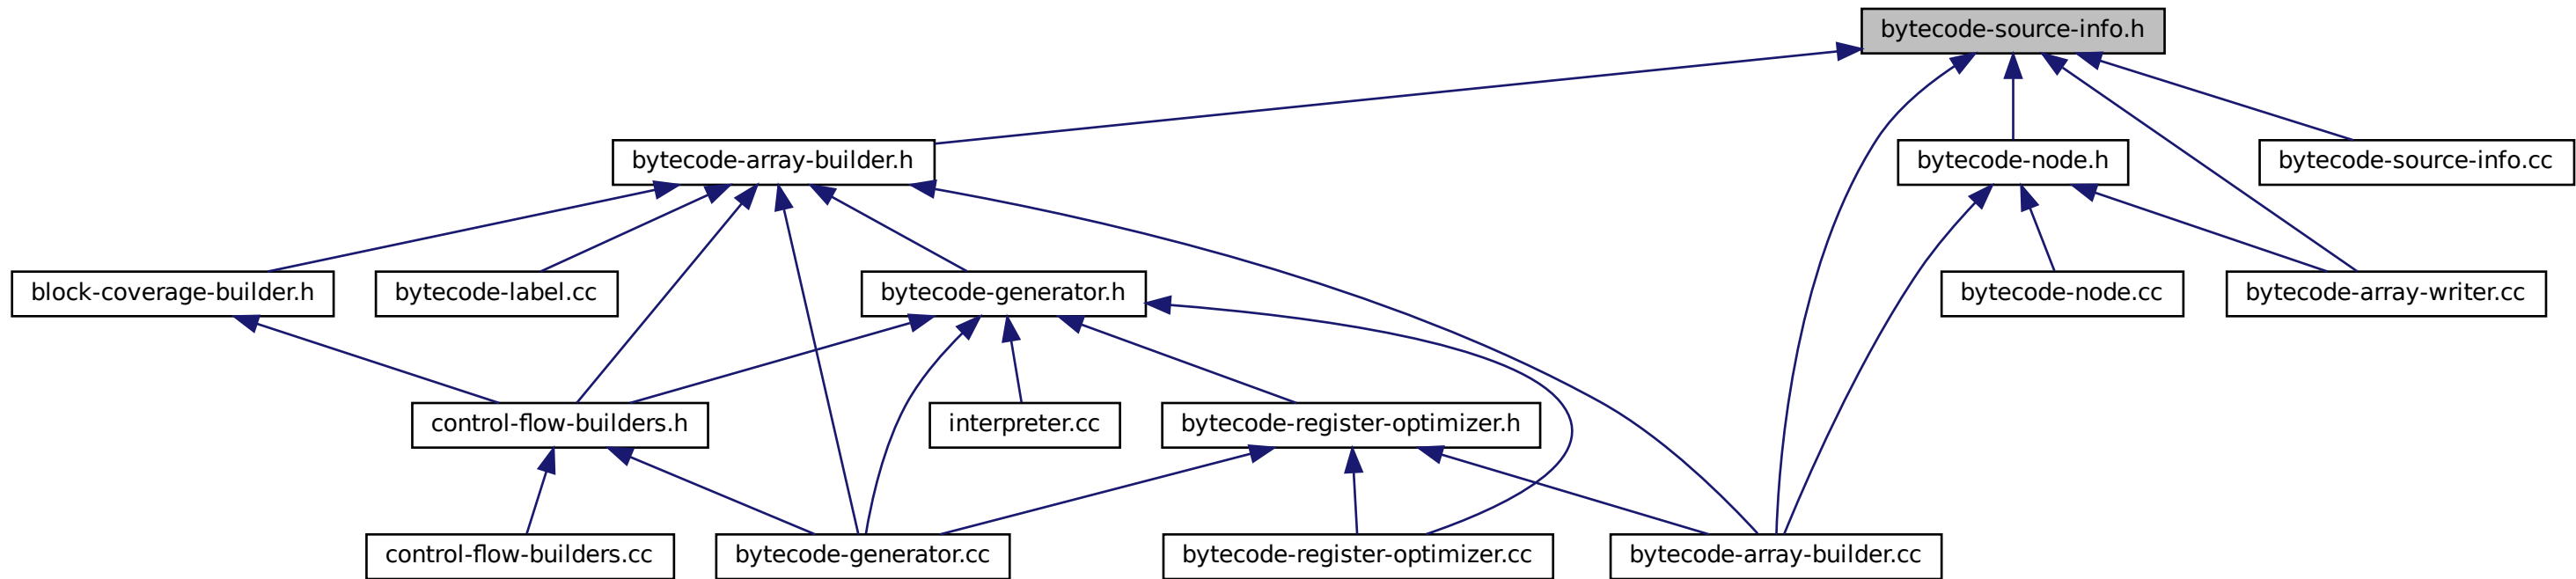 bytecode-source-info.h
bytecode-array-builder.h
bytecode-node.h
bytecode-source-info.cc
block-coverage-builder.h
bytecode-label.cc
bytecode-generator.h
bytecode-node.cc
bytecode-array-writer.cc
control-flow-builders.h
interpreter.cc
bytecode-register-optimizer.h
control-flow-builders.cc
bytecode-generator.cc
bytecode-register-optimizer.cc
bytecode-array-builder.cc